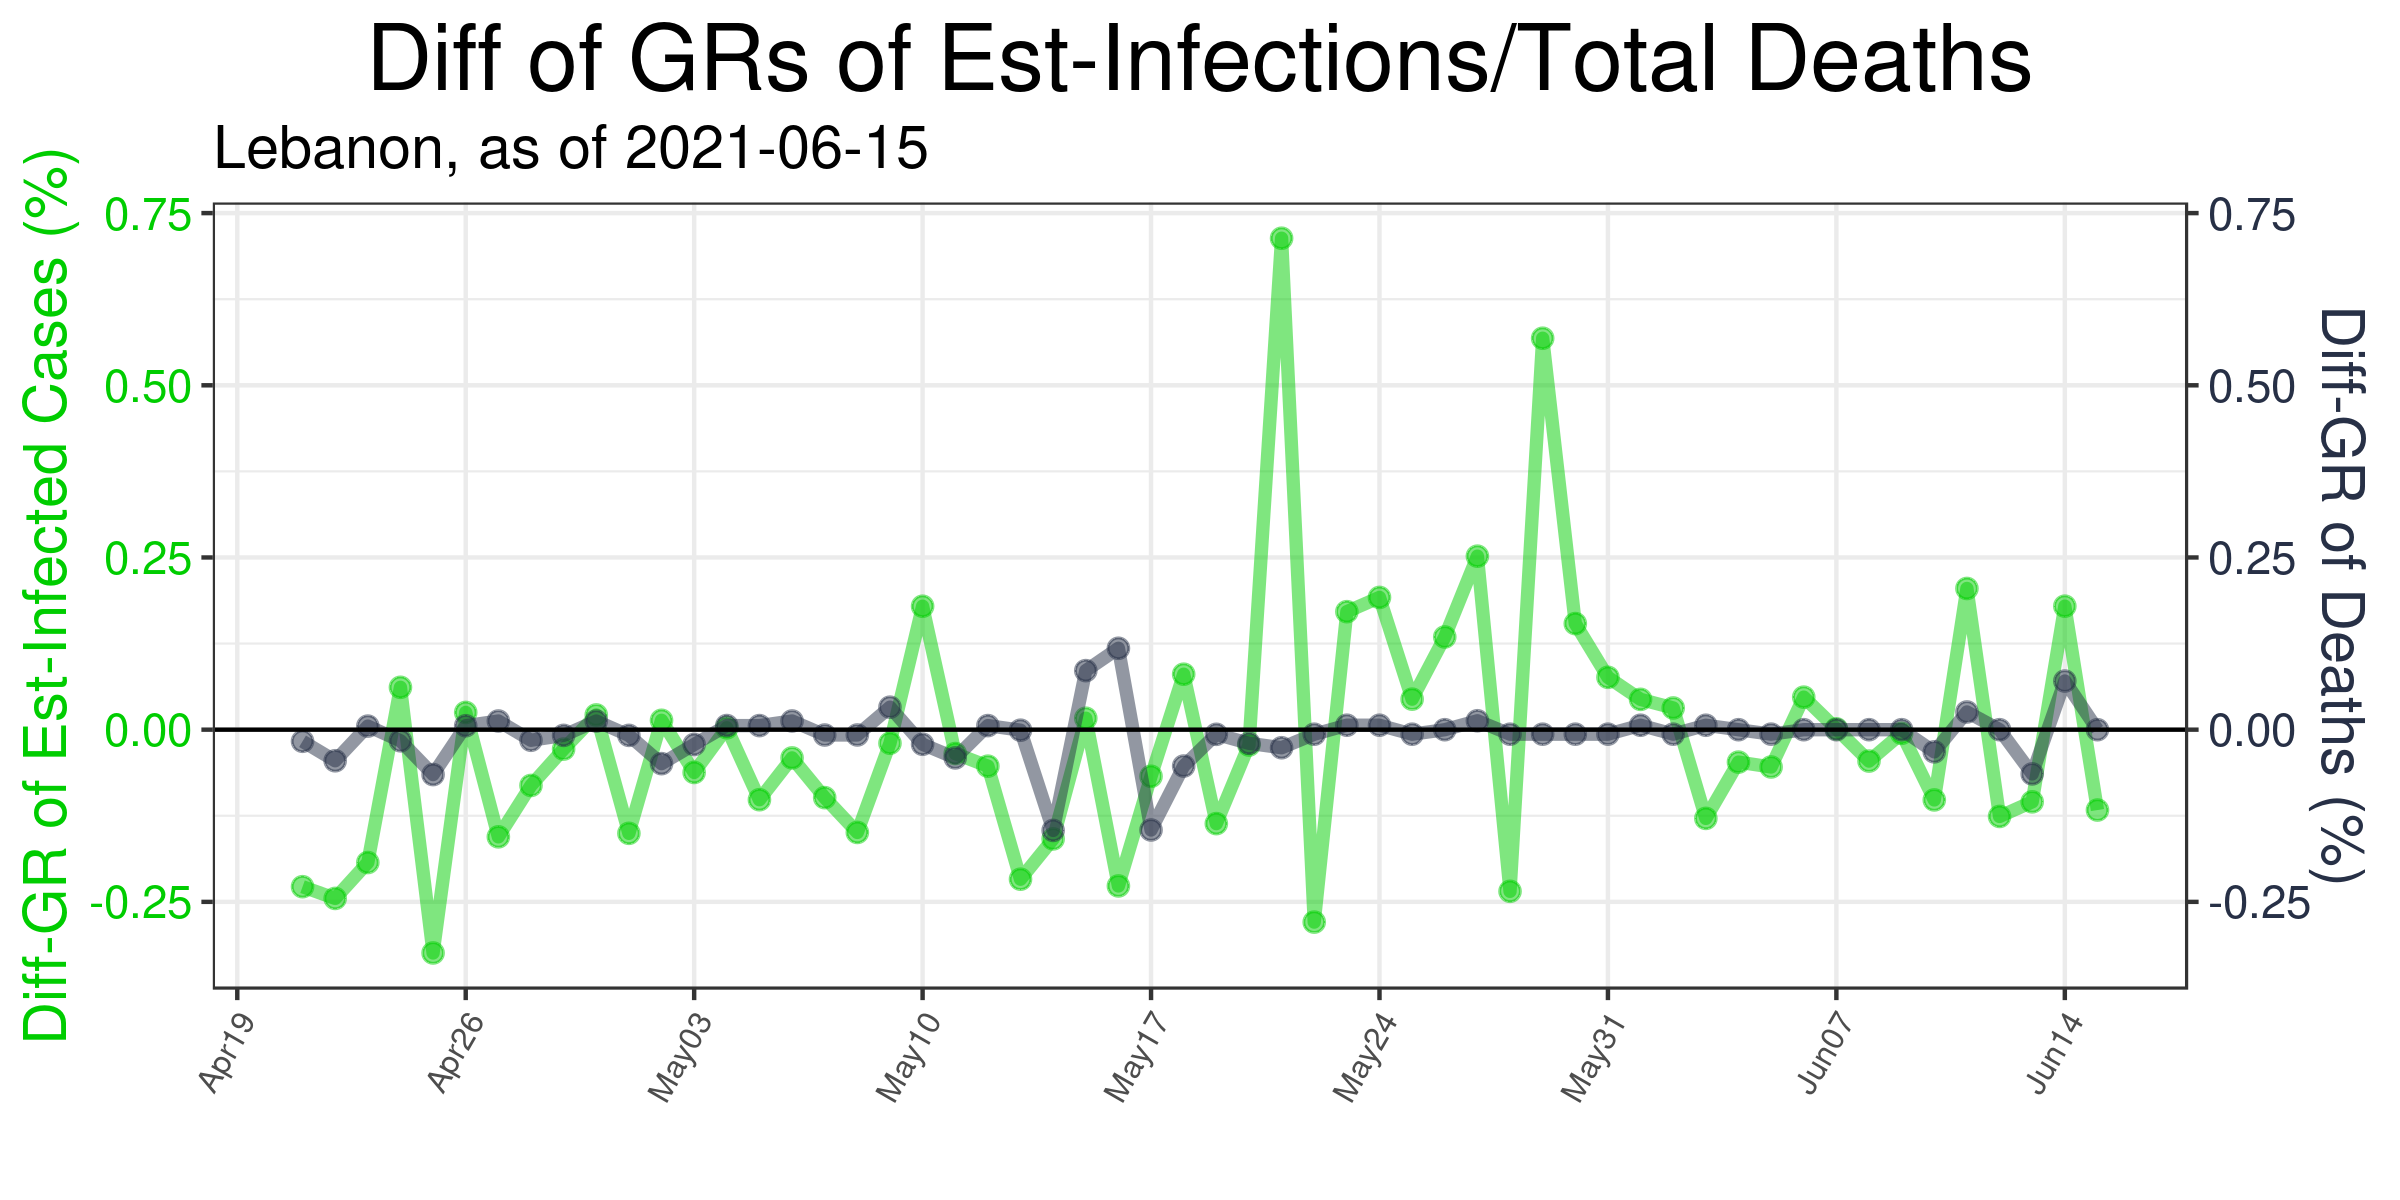 Diff of GRs of Est-Infections/Total Deaths
Lebanon, as of 2021-06-15
Diff-GR of Est-Infected Cases (%)
0.75
0.50
0.25
0.00
-0.25
0.75
0.50
0.25
0.00
-0.25
Diff-GR of Deaths (%)
Apr19
Apr26
May03
May10
May17
May24
May31
Jun07
Jun14